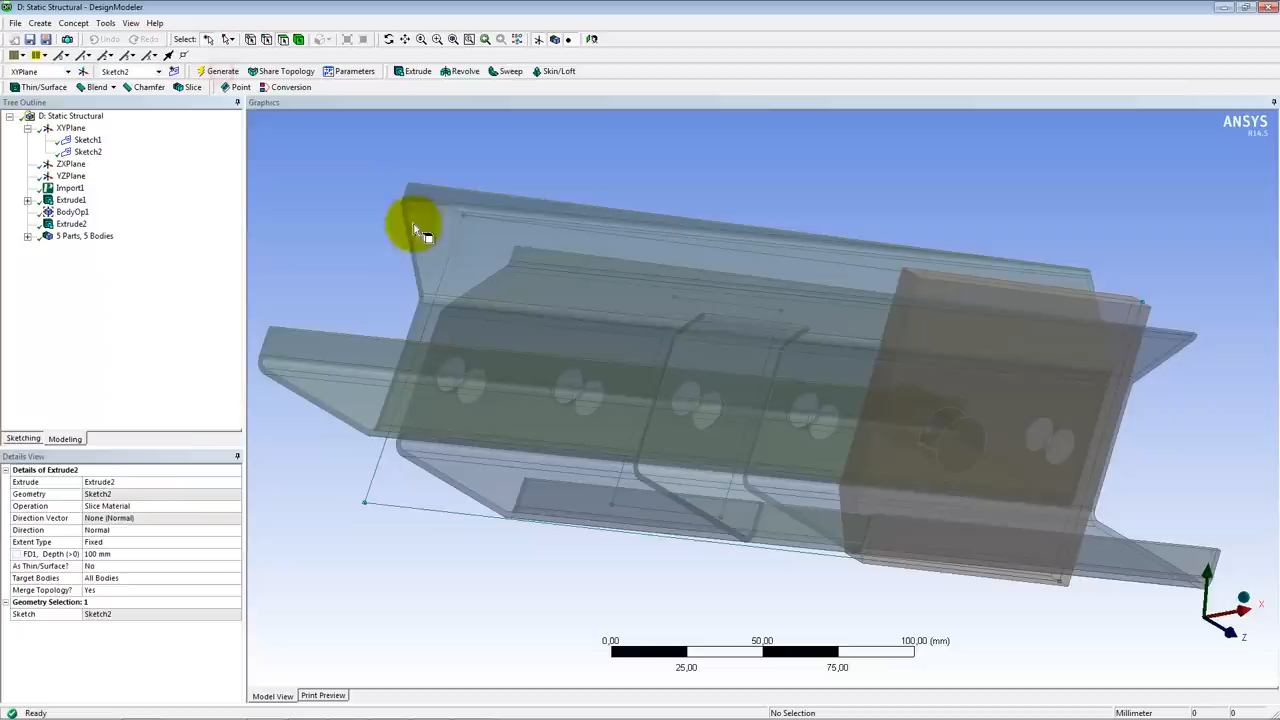 D: Static Structural - DesignModeler
File Create Concept Tools View Help
Undo Redo Select:
XYPlane Sketch2 Generate Share Topology Parameters Extrude Revolve Sweep Skin/Loft
Thin/Surface Blend Chamfer Slice Point Conversion
Tree Outline
Graphics
D: Static Structural
XYPlane
Sketch1
Sketch2
ZXPlane
YZPlane
Import1
Extrude1
BodyOp1
Extrude2
5 Parts, 5 Bodies
ANSYS
R14.5
Sketching Modeling
Details View
Details of Extrude2
Extrude Extrude2
Geometry Sketch2
Operation Slice Material
Direction Vector None (Normal)
Direction Normal
Extent Type Fixed
FD1, Depth (>0) 100 mm
As Thin/Surface? No
Target Bodies All Bodies
Merge Topology? Yes
Geometry Selection: 1
Sketch Sketch2
X
Z
0,00 50,00 100,00 (mm)
25,00 75,00
Model View Print Preview
Ready No Selection Millimeter 0 0